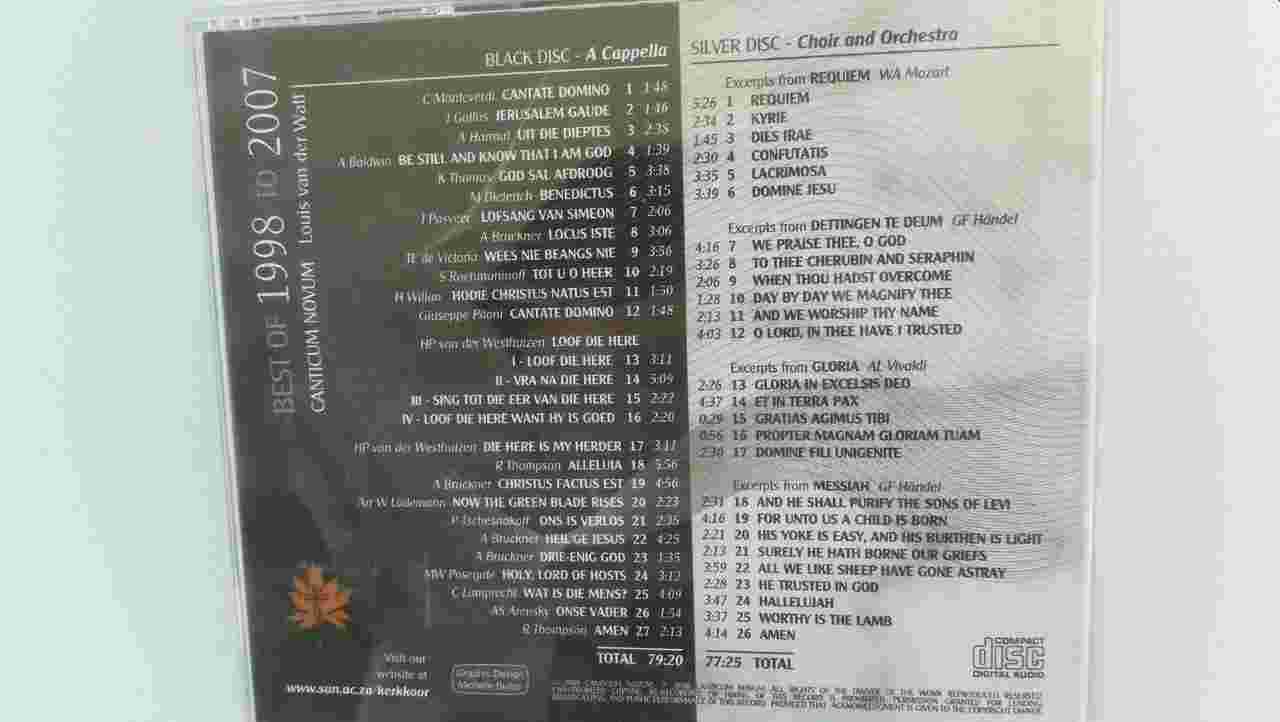 BEST OF 1998 TO 2007
CANTICUM NOVUM Louis van der Watt
BLACK DISC - A Cappella
C Monteverdi CANTATE DOMINO 1 1:48
J Gallus JERUSALEM GAUDE 2 1:46
A Hamman UIT DIE DIEPTES 3 2:38
A Baldwin BE STILL AND KNOW THAT I AM GOD 4 1:39
K Thomase GOD SAL AFDROOG 5 3:38
M Dieterich BENEDICTUS 6 3:15
J Posveer LOFSANG VAN SIMEON 7 2:06
A Bruckner LOCUS ISTE 8 3:06
TL de Victoria WEES NIE BEANGS NIE 9 3:56
S Rachmaninoff TOT U O HEER 10 2:19
H Willan HODIE CHRISTUS NATUS EST 11 1:50
Giuseppe Pitoni CANTATE DOMINO 12 1:48
HP van der Westhuizen LOOF DIE HERE
I - LOOF DIE HERE 13 3:11
II - VRA NA DIE HERE 14 5:09
III - SING TOT DIE EER VAN DIE HERE 15 2:22
IV - LOOF DIE HERE WANT HY IS GOED 16 2:20
HP van der Westhuizen DIE HERE IS MY HERDER 17 3:11
R Thompson ALLELUIA 18 5:56
A Bruckner CHRISTUS FACTUS EST 19 4:56
Arr W Lüdemann NOW THE GREEN BLADE RISES 20 2:23
P Tschesnokoff ONS IS VERLOS 21 2:35
A Bruckner HEIL'GE JESUS 22 4:25
A Bruckner DRIE-ENIG GOD 23 1:35
MW Posegate HOLY, LORD OF HOSTS 24 3:12
C Lamprecht WAT IS DIE MENS? 25 4:09
AS Arensky ONSE VADER 26 1:54
R Thompson AMEN 27 2:13
TOTAL 79:20
Visit our
website at
www.sun.ac.za/kerkkoor
Graphic Design
SILVER DISC - Choir and Orchestra
Excerpts from REQUIEM WA Mozart
5:26 1 REQUIEM
2:34 2 KYRIE
1:45 3 DIES IRAE
2:30 4 CONFUTATIS
3:35 5 LACRIMOSA
3:39 6 DOMINE JESU
Excerpts from DETTINGEN TE DEUM GF Händel
4:16 7 WE PRAISE THEE, O GOD
3:26 8 TO THEE CHERUBIN AND SERAPHIN
2:06 9 WHEN THOU HADST OVERCOME
1:28 10 DAY BY DAY WE MAGNIFY THEE
2:13 11 AND WE WORSHIP THY NAME
4:03 12 O LORD, IN THEE HAVE I TRUSTED
Excerpts from GLORIA AL Vivaldi
2:26 13 GLORIA IN EXCELSIS DEO
4:37 14 ET IN TERRA PAX
0:29 15 GRATIAS AGIMUS TIBI
0:56 16 PROPTER MAGNAM GLORIAM TUAM
2:30 17 DOMINE FILI UNIGENITE
Excerpts from MESSIAH GF Händel
2:31 18 AND HE SHALL PURIFY THE SONS OF LEVI
4:16 19 FOR UNTO US A CHILD IS BORN
2:21 20 HIS YOKE IS EASY, AND HIS BURTHEN IS LIGHT
2:13 21 SURELY HE HATH BORNE OUR GRIEFS
3:59 22 ALL WE LIKE SHEEP HAVE GONE ASTRAY
2:28 23 HE TRUSTED IN GOD
3:47 24 HALLELUJAH
3:37 25 WORTHY IS THE LAMB
4:14 26 AMEN
77:25 TOTAL
COMPACT
disc
DIGITAL AUDIO